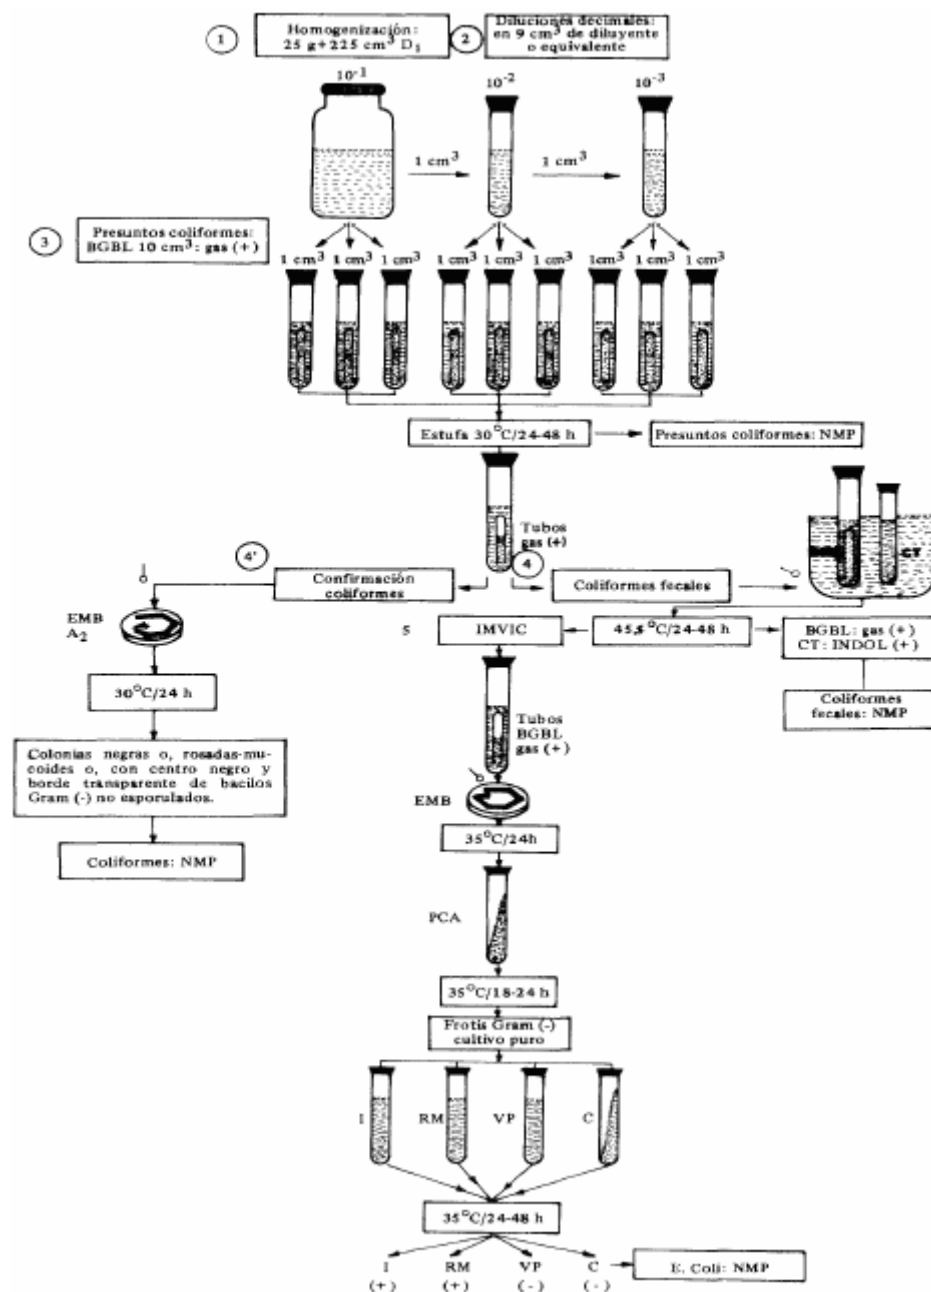 1
Homogenización:
25 g+225 cm³ D₁
2
Diluciones decimales:
en 9 cm³ de diluyente
o equivalente
10⁻¹
10⁻²
10⁻³
1 cm³
1 cm³
3
Presuntos coliformes:
BGBL 10 cm³: gas (+)
1 cm³ 1 cm³ 1 cm³ 1 cm³ 1 cm³ 1 cm³ 1cm³ 1 cm³ 1 cm³
Estufa 30°C/24-48 h
Presuntos coliformes: NMP
Tubos
gas (+)
4'
4
Confirmación
coliformes
Coliformes fecales
CT
EMB
A₂
5
IMVIC
45,5°C/24-48 h
BGBL: gas (+)
CT: INDOL (+)
30°C/24 h
Coliformes
fecales: NMP
Tubos
BGBL
gas (+)
Colonias negras o, rosadas-mu-
coides o, con centro negro y
borde transparente de bacilos
Gram (-) no esporulados.
EMB
35°C/24h
Coliformes: NMP
PCA
35°C/18-24 h
Frotis Gram (-)
cultivo puro
I
RM
VP
C
35°C/24-48 h
I RM VP C
(+) (+) (-) (-)
E. Coli: NMP